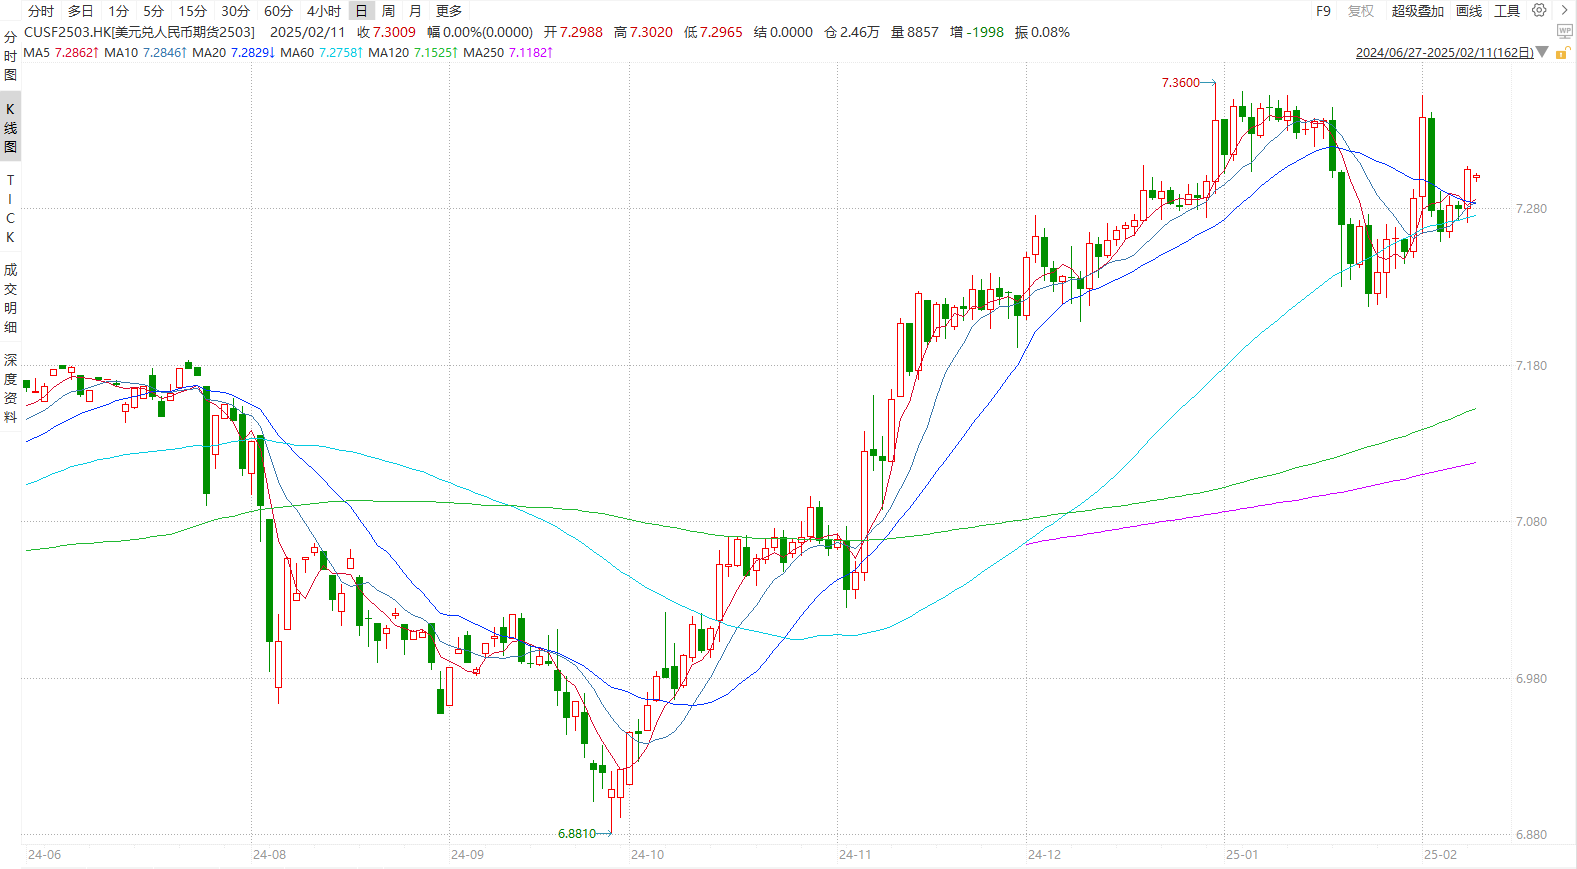 分时 多日 1分 5分 15分 30分 60分 4小时 日 周 月 更多 F9 复权 超级叠加 画线 工具
CUSF2503.HK[美元兑人民币期货2503] 2025/02/11 收 7.3009 幅 0.00%(0.0000) 开 7.2988 高 7.3020 低 7.2965 结 0.0000 仓 2.46万 量 8857 增 -1998 振 0.08%
MA5 7.2862↑ MA10 7.2846↑ MA20 7.2829↓ MA60 7.2758↑ MA120 7.1525↑ MA250 7.1182↑
2024/06/27-2025/02/11(162日)
WP
分时图
K线图
TICK
成交明细
深度资料
7.3600
7.280
7.180
7.080
6.980
6.8810
6.880
24-06 24-08 24-09 24-10 24-11 24-12 25-01 25-02